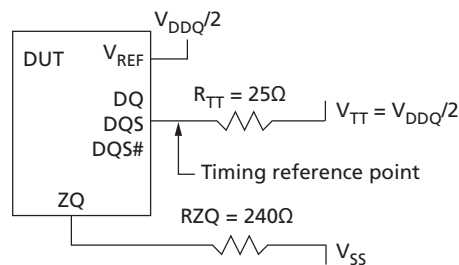 V_DDQ/2
DUT
V_REF
DQ
DQS
DQS#
ZQ
R_TT = 25Ω
V_TT = V_DDQ/2
Timing reference point
RZQ = 240Ω
V_SS